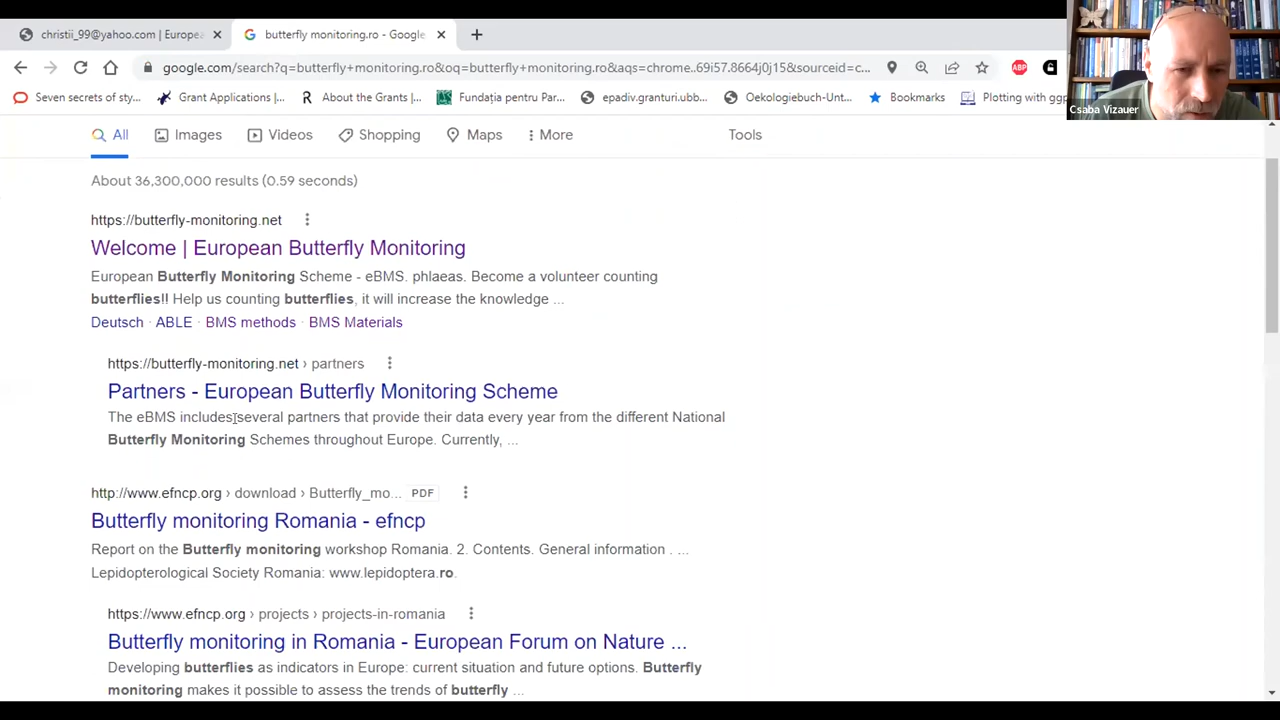 christii_99@yahoo.com | Europea
butterfly monitoring.ro - Google
google.com/search?q=butterfly+monitoring.ro&oq=butterfly+monitoring.ro&aqs=chrome..69i57.8664j0j15&sourceid=c...
ABP
Seven secrets of sty...
Grant Applications |...
About the Grants |...
Fundația pentru Par...
epadiv.granturi.ubb...
Oekologiebuch-Unt...
Bookmarks
Plotting with ggp
Csaba Vizauer
All
Images
Videos
Shopping
Maps
More
Tools
About 36,300,000 results (0.59 seconds)
https://butterfly-monitoring.net
Welcome | European Butterfly Monitoring
European Butterfly Monitoring Scheme - eBMS. phlaeas. Become a volunteer counting
butterflies!! Help us counting butterflies, it will increase the knowledge ...
Deutsch · ABLE · BMS methods · BMS Materials
https://butterfly-monitoring.net › partners
Partners - European Butterfly Monitoring Scheme
The eBMS includes several partners that provide their data every year from the different National
Butterfly Monitoring Schemes throughout Europe. Currently, ...
http://www.efncp.org › download › Butterfly_mo... PDF
Butterfly monitoring Romania - efncp
Report on the Butterfly monitoring workshop Romania. 2. Contents. General information . ...
Lepidopterological Society Romania: www.lepidoptera.ro.
https://www.efncp.org › projects › projects-in-romania
Butterfly monitoring in Romania - European Forum on Nature ...
Developing butterflies as indicators in Europe: current situation and future options. Butterfly
monitoring makes it possible to assess the trends of butterfly ...